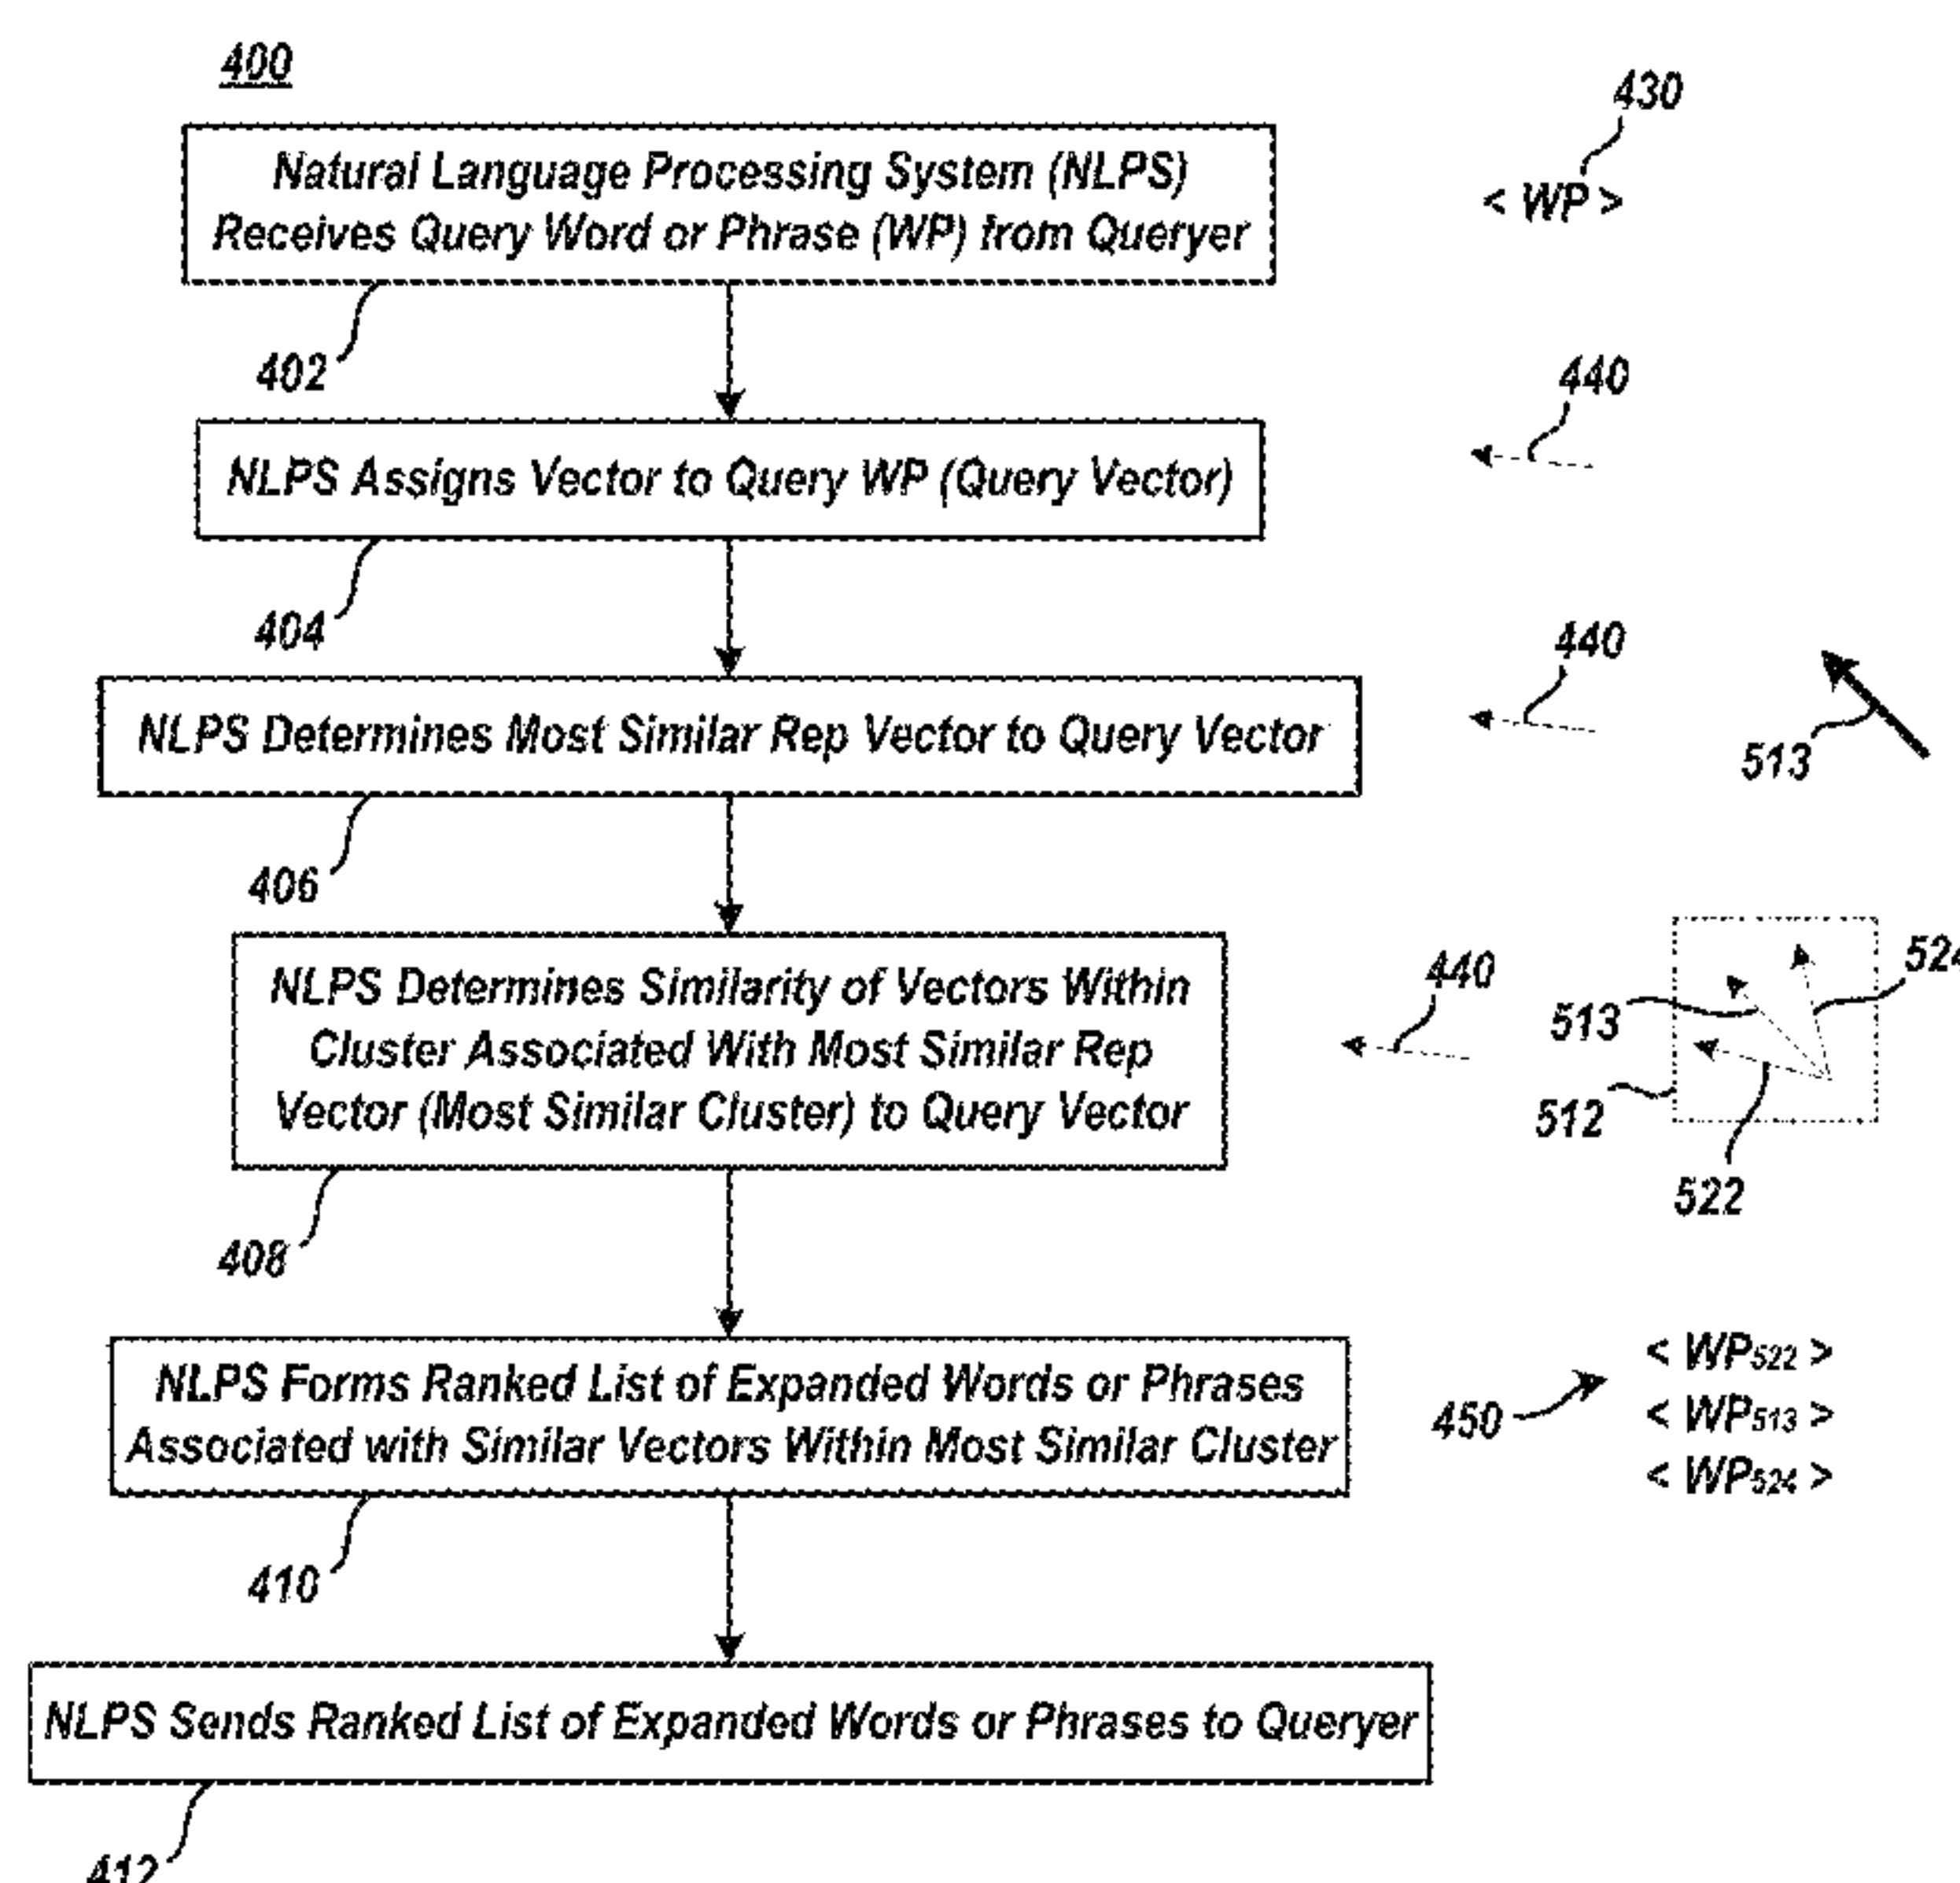 400
430
Natural Language Processing System (NLPS)
Receives Query Word or Phrase (WP) from Queryer
< WP >
402
440
NLPS Assigns Vector to Query WP (Query Vector)
404
440
NLPS Determines Most Similar Rep Vector to Query Vector
513
406
NLPS Determines Similarity of Vectors Within
Cluster Associated With Most Similar Rep
Vector (Most Similar Cluster) to Query Vector
440
524
513
512
522
408
NLPS Forms Ranked List of Expanded Words or Phrases
Associated with Similar Vectors Within Most Similar Cluster
450
< WP522 >
< WP513 >
< WP524 >
410
NLPS Sends Ranked List of Expanded Words or Phrases to Queryer
412